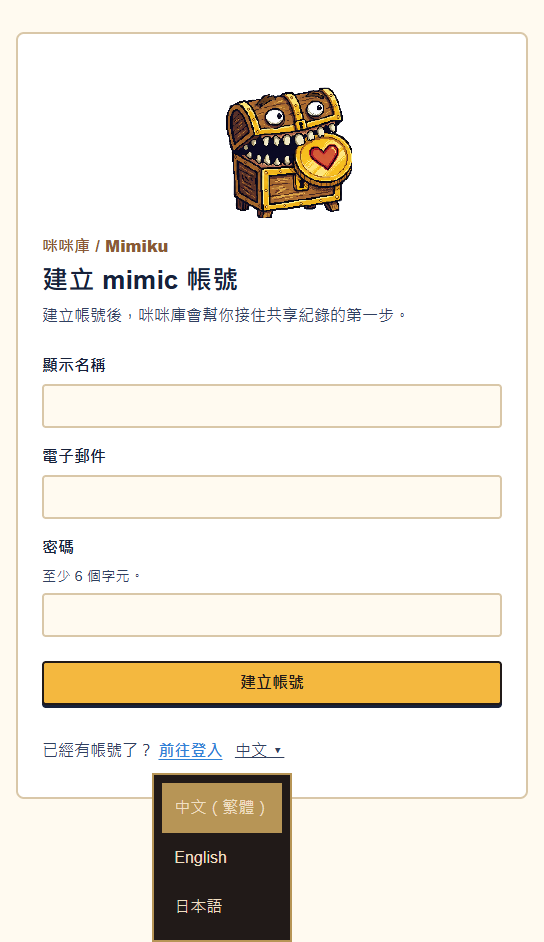 咪咪庫 / Mimiku
建立 mimic 帳號
建立帳號後，咪咪庫會幫你接住共享紀錄的第一步。
顯示名稱
電子郵件
密碼
至少 6 個字元。
建立帳號
已經有帳號了？ 前往登入 中文 ▾
中文（繁體）
English
日本語